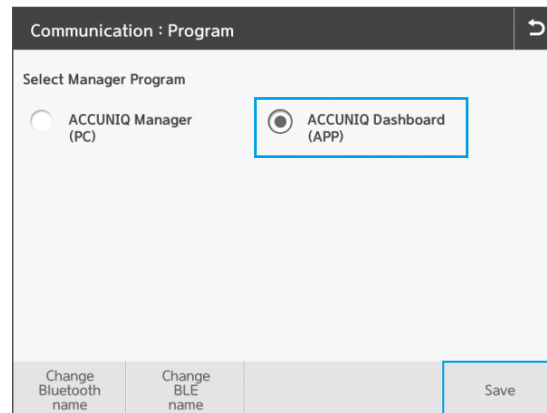 Communication : Program
Select Manager Program
ACCUNIQ Manager
(PC)
ACCUNIQ Dashboard
(APP)
Change
Bluetooth
name
Change
BLE
name
Save